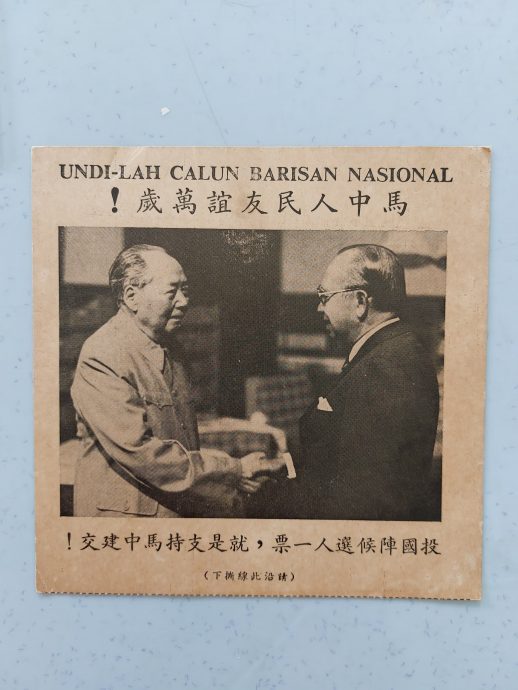 UNDI-LAH CALUN BARISAN NASIONAL
馬中人民友誼萬歲！
投國陣候選人一票，就是支持馬中建交！
（請沿此線撕下）